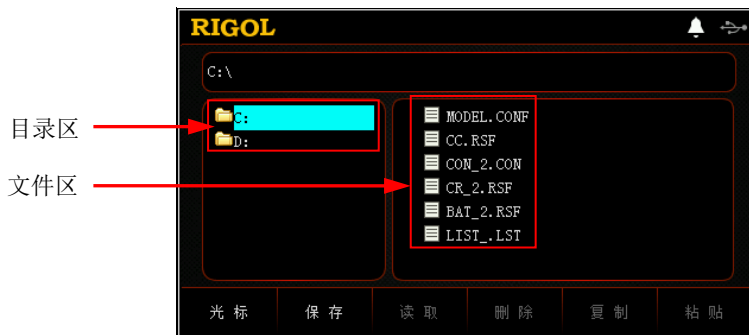 RIGOL
C:\
目录区
C:
D:
文件区
MODEL.CONF
CC.RSF
CON_2.CON
CR_2.RSF
BAT_2.RSF
LIST_.LST
光标 保存 读取 删除 复制 粘贴